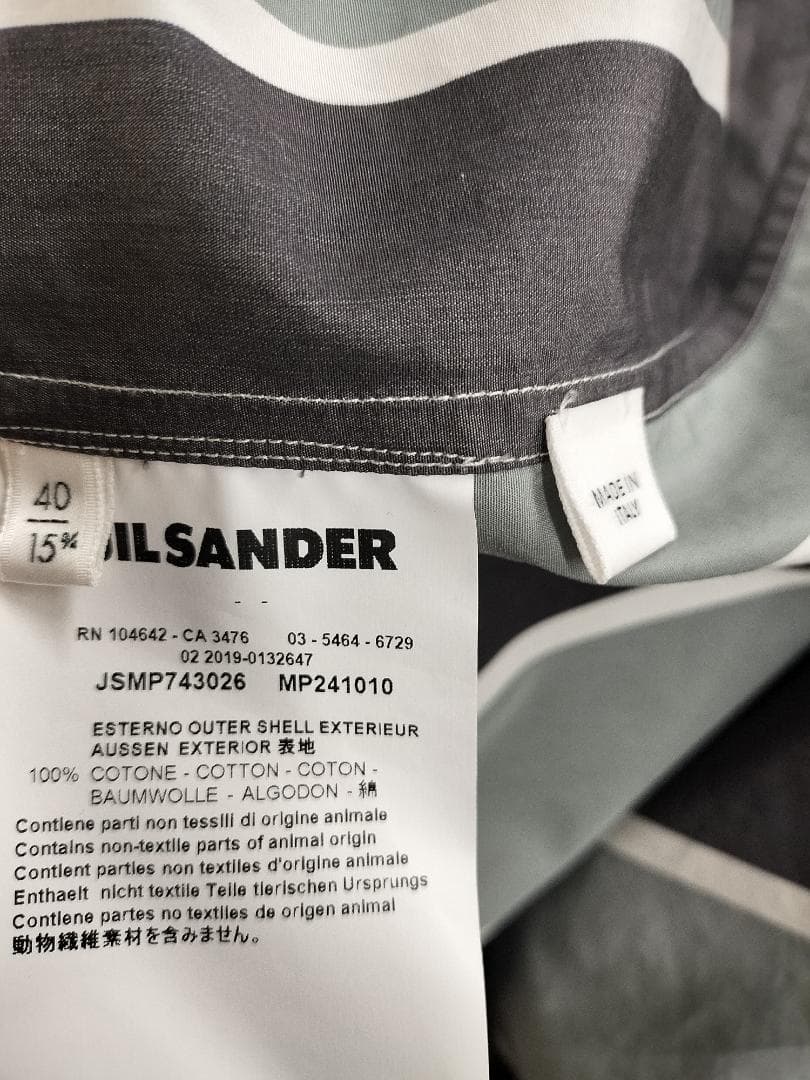 40
15¾
JIL SANDER
MADE IN
ITALY
- -
RN 104642 - CA 3476 03 - 5464 - 6729
02 2019-0132647
JSMP743026 MP241010
ESTERNO OUTER SHELL EXTERIEUR
AUSSEN EXTERIOR 表地
100% COTONE - COTTON - COTON -
BAUMWOLLE - ALGODON - 綿
Contiene parti non tessili di origine animale
Contains non-textile parts of animal origin
Contient parties non textiles d'origine animale
Enthaelt nicht textile Teile tierischen Ursprungs
Contiene partes no textiles de origen animal
動物繊維素材を含みません。